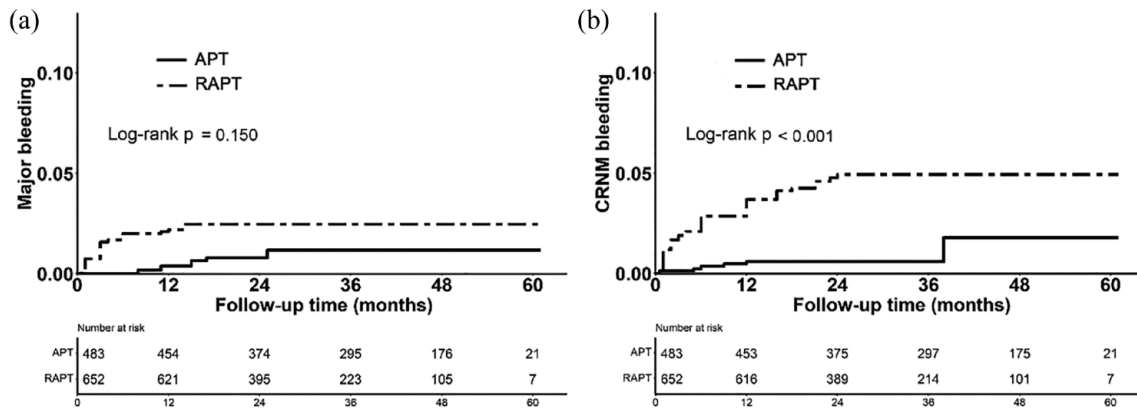 (a)
Major bleeding
0.10
0.05
0.00
APT
RAPT
Log-rank p = 0.150
0 12 24 36 48 60
Follow-up time (months)
Number at risk
APT 483 454 374 295 176 21
RAPT 652 621 395 223 105 7
0 12 24 36 48 60
(b)
CRNM bleeding
0.10
0.05
0.00
APT
RAPT
Log-rank p < 0.001
0 12 24 36 48 60
Follow-up time (months)
Number at risk
APT 483 453 375 297 175 21
RAPT 652 616 389 214 101 7
0 12 24 36 48 60